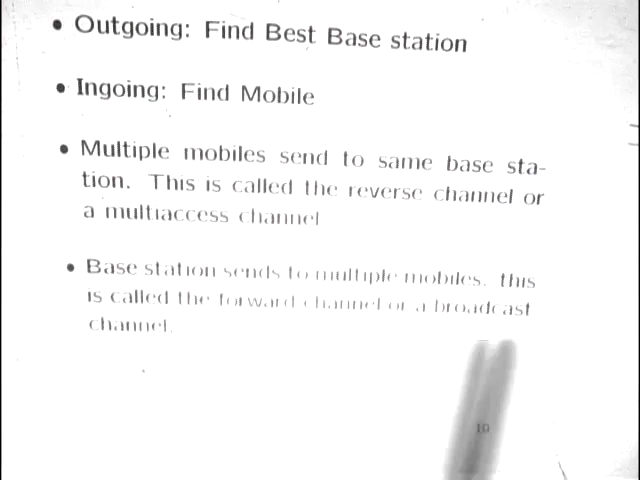 • Outgoing: Find Best Base station
• Ingoing: Find Mobile
• Multiple mobiles send to same base sta-
tion. This is called the reverse channel or
a multiaccess channel
• Base station sends to multiple mobiles. this
is called the forward channel or a broadcast
channel.
10